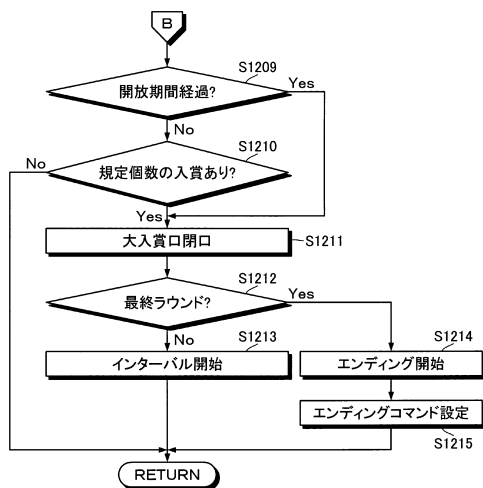 B
S1209
開放期間経過?
Yes
No
S1210
No
規定個数の入賞あり?
Yes
大入賞口閉口
S1211
S1212
最終ラウンド?
Yes
No
S1213
S1214
インターバル開始
エンディング開始
エンディングコマンド設定
S1215
RETURN